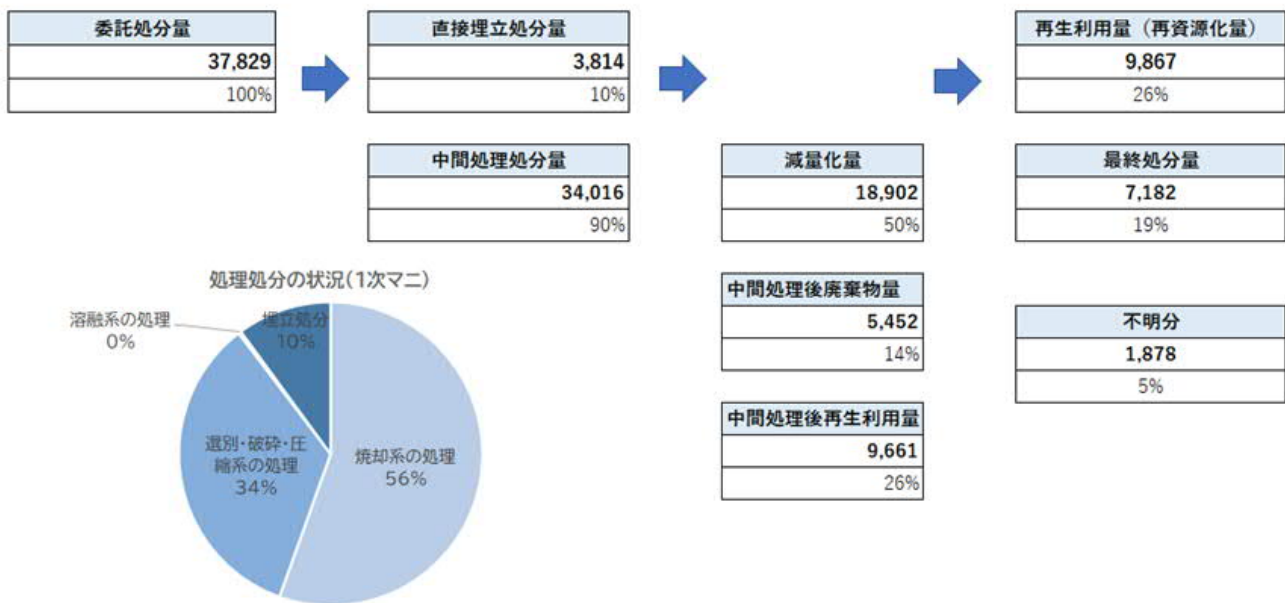 委託処分量
37,829
100%
直接埋立処分量
3,814
10%
再生利用量（再資源化量）
9,867
26%
中間処理処分量
34,016
90%
減量化量
18,902
50%
最終処分量
7,182
19%
中間処理後廃棄物量
5,452
14%
不明分
1,878
5%
中間処理後再生利用量
9,661
26%
処理処分の状況(1次マニ)
溶融系の処理
0%
埋立処分
10%
選別・破砕・圧
縮系の処理
34%
焼却系の処理
56%